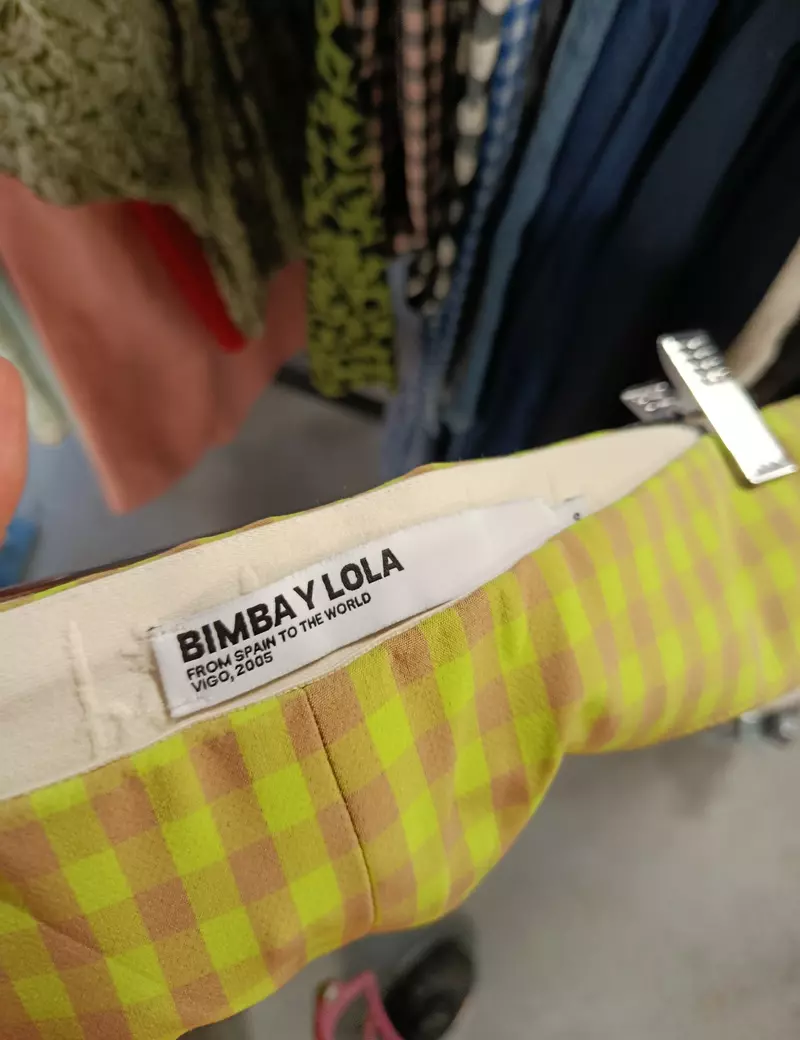 BIMBA Y LOLA
FROM SPAIN TO THE WORLD
VIGO, 2005